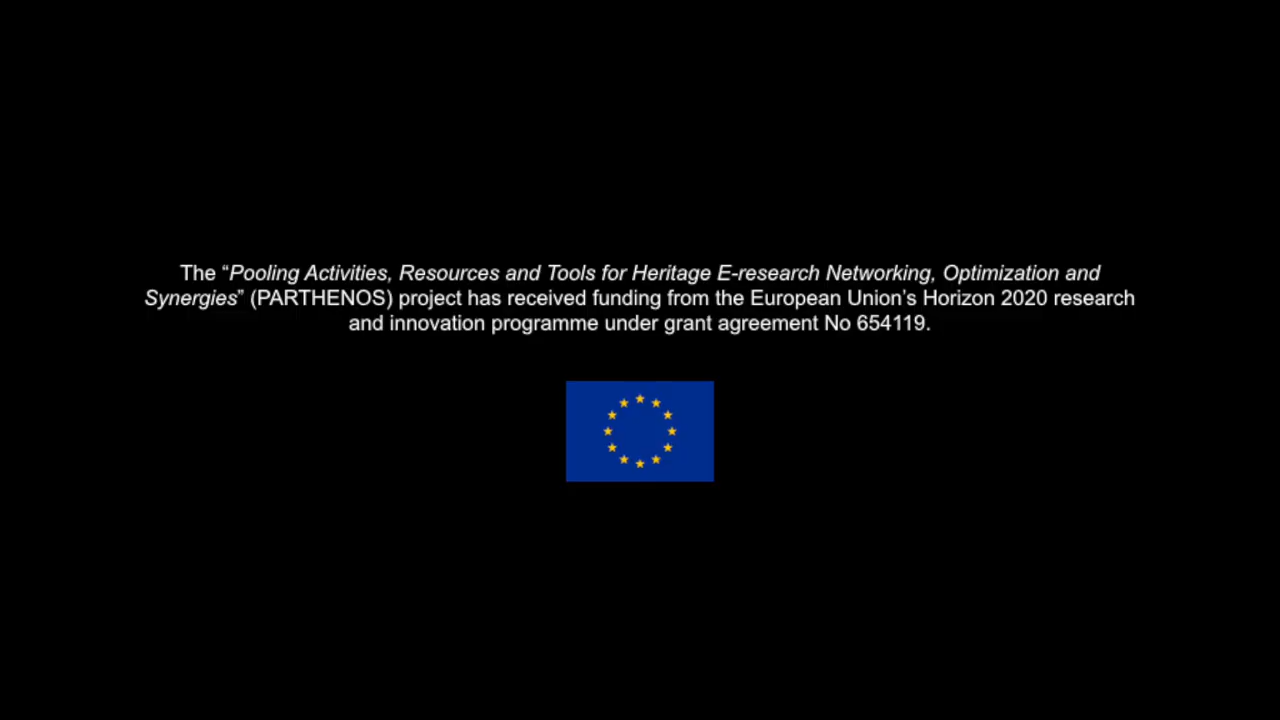 The “Pooling Activities, Resources and Tools for Heritage E-research Networking, Optimization and
Synergies” (PARTHENOS) project has received funding from the European Union’s Horizon 2020 research
and innovation programme under grant agreement No 654119.